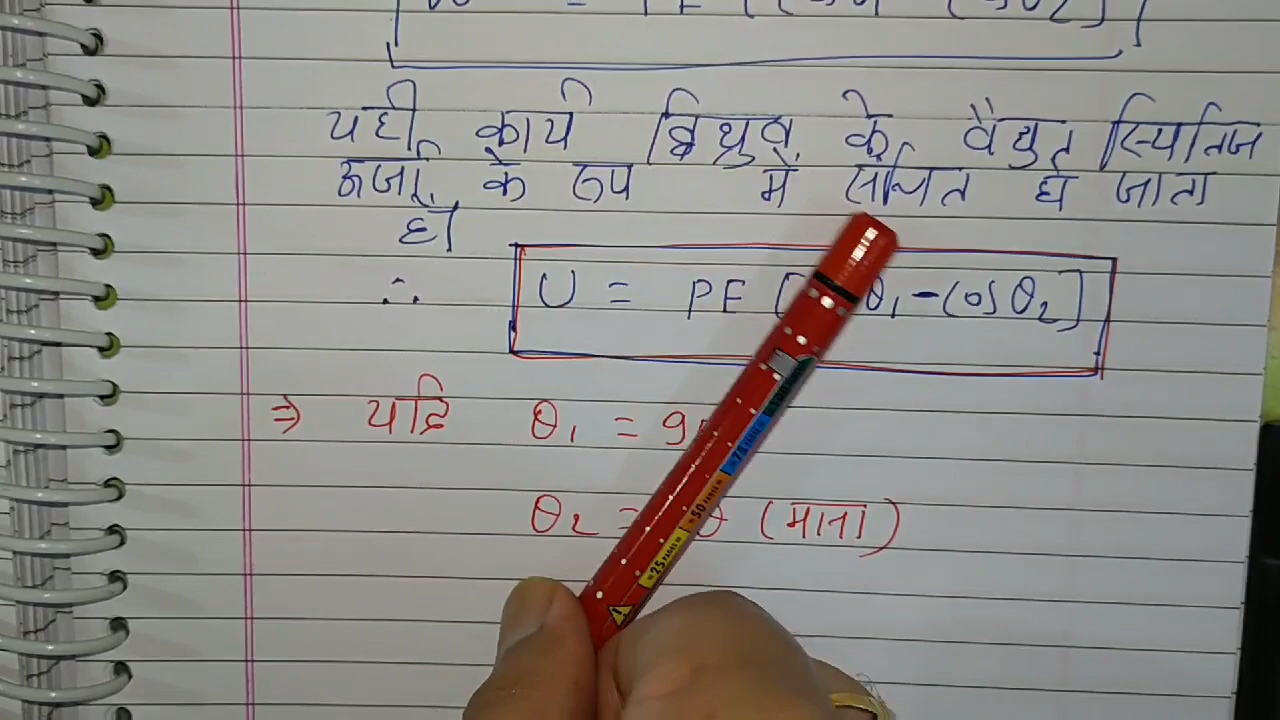 यही कार्य द्विध्रुव के वैद्युत स्थितिज
ऊर्जा के रूप में संचित हो जाता
है।
∴ U = PE [ θ₁ - Cos θ₂]
⇒ यदि θ₁ = 9
θ₂ = θ (माना)